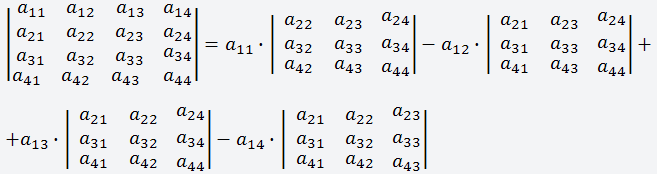 | a₁₁ a₁₂ a₁₃ a₁₄ |
| a₂₁ a₂₂ a₂₃ a₂₄ |
| a₃₁ a₃₂ a₃₃ a₃₄ |
| a₄₁ a₄₂ a₄₃ a₄₄ |
= a₁₁ ·
| a₂₂ a₂₃ a₂₄ |
| a₃₂ a₃₃ a₃₄ |
| a₄₂ a₄₃ a₄₄ |
− a₁₂ ·
| a₂₁ a₂₃ a₂₄ |
| a₃₁ a₃₃ a₃₄ |
| a₄₁ a₄₃ a₄₄ |
+
+a₁₃ ·
| a₂₁ a₂₂ a₂₄ |
| a₃₁ a₃₂ a₃₄ |
| a₄₁ a₄₂ a₄₄ |
− a₁₄ ·
| a₂₁ a₂₂ a₂₃ |
| a₃₁ a₃₂ a₃₃ |
| a₄₁ a₄₂ a₄₃ |